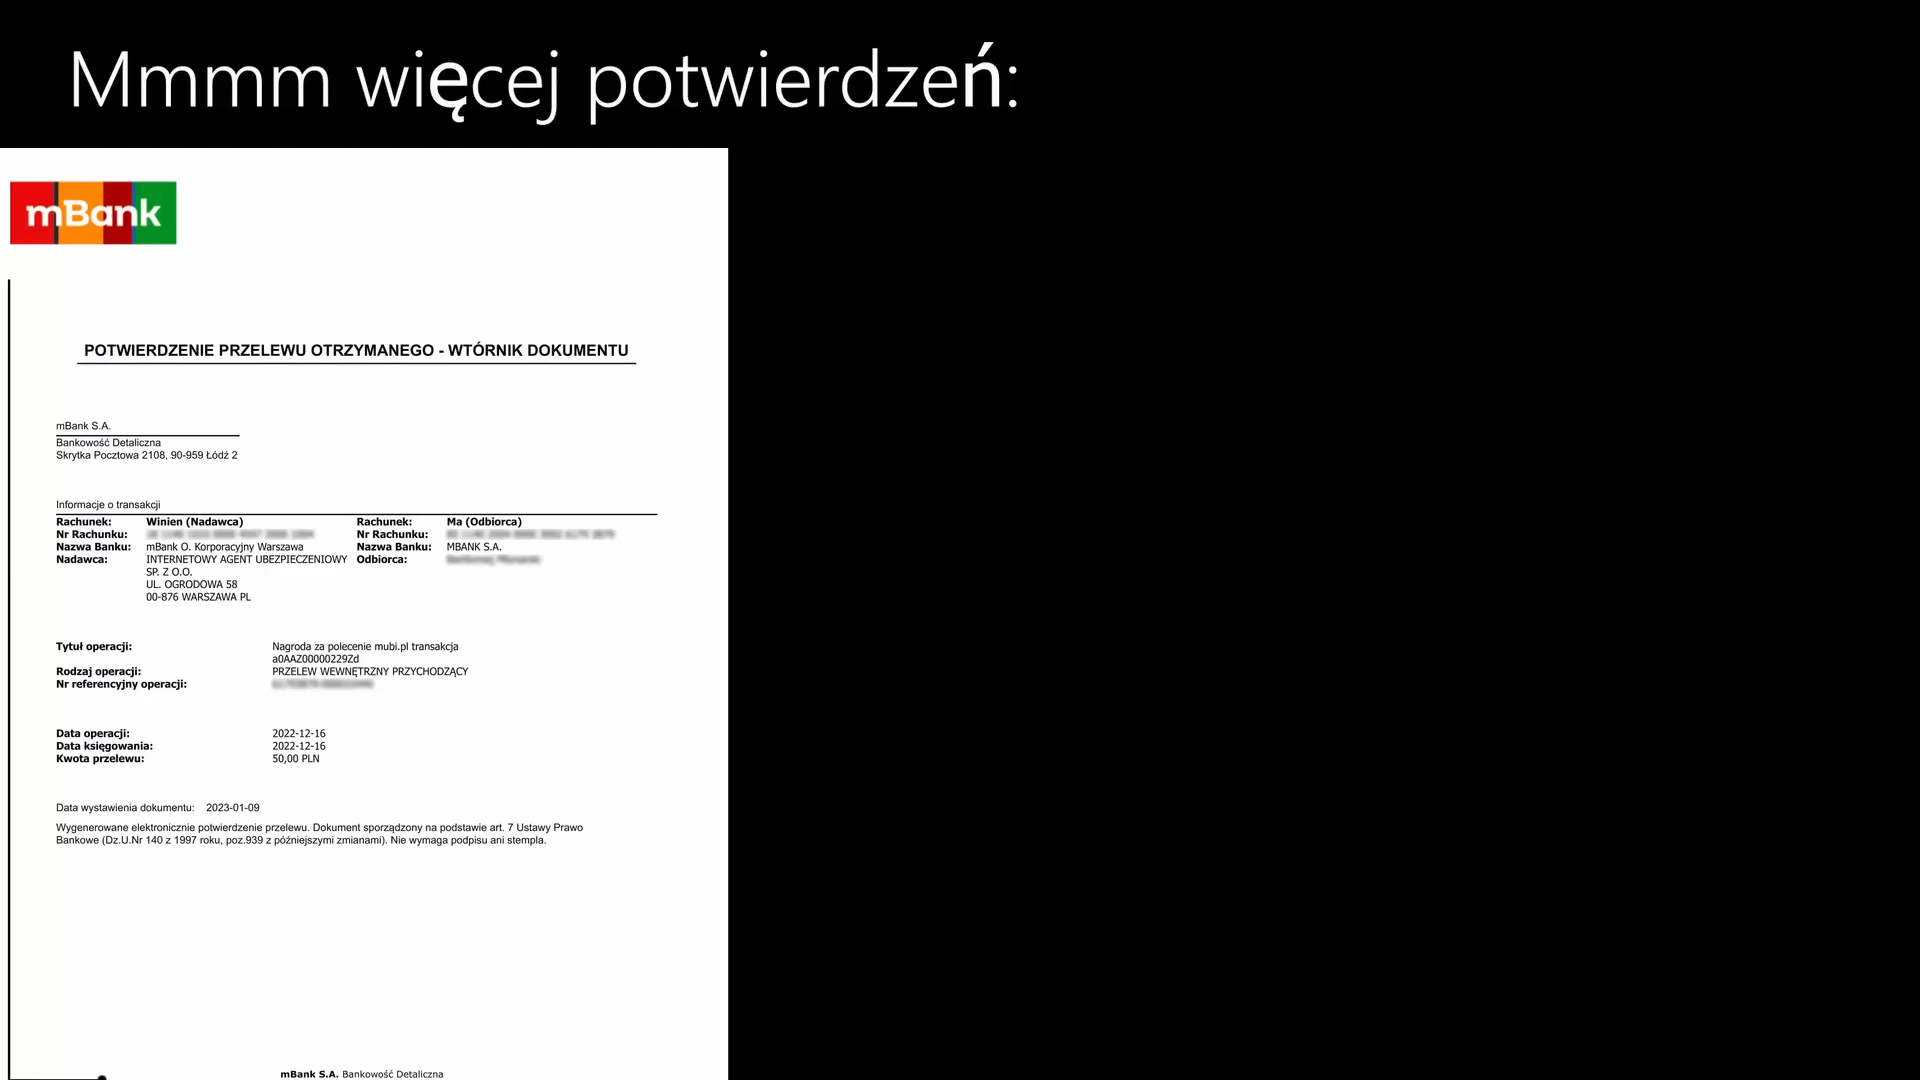 Mmmm więcej potwierdzeń:
mBank
POTWIERDZENIE PRZELEWU OTRZYMANEGO - WTÓRNIK DOKUMENTU
mBank S.A.
Bankowość Detaliczna
Skrytka Pocztowa 2108, 90-959 Łódź 2
Informacje o transakcji
Rachunek: Winien (Nadawca) Rachunek: Ma (Odbiorca)
Nr Rachunku: Nr Rachunku:
Nazwa Banku: mBank O. Korporacyjny Warszawa Nazwa Banku: MBANK S.A.
Nadawca: INTERNETOWY AGENT UBEZPIECZENIOWY Odbiorca:
SP. Z O.O.
UL. OGRODOWA 58
00-876 WARSZAWA PL
Tytuł operacji: Nagroda za polecenie mubi.pl transakcja
a0AAZ00000229Zd
Rodzaj operacji: PRZELEW WEWNĘTRZNY PRZYCHODZĄCY
Nr referencyjny operacji:
Data operacji: 2022-12-16
Data księgowania: 2022-12-16
Kwota przelewu: 50,00 PLN
Data wystawienia dokumentu: 2023-01-09
Wygenerowane elektronicznie potwierdzenie przelewu. Dokument sporządzony na podstawie art. 7 Ustawy Prawo
Bankowe (Dz.U.Nr 140 z 1997 roku, poz.939 z późniejszymi zmianami). Nie wymaga podpisu ani stempla.
mBank S.A. Bankowość Detaliczna